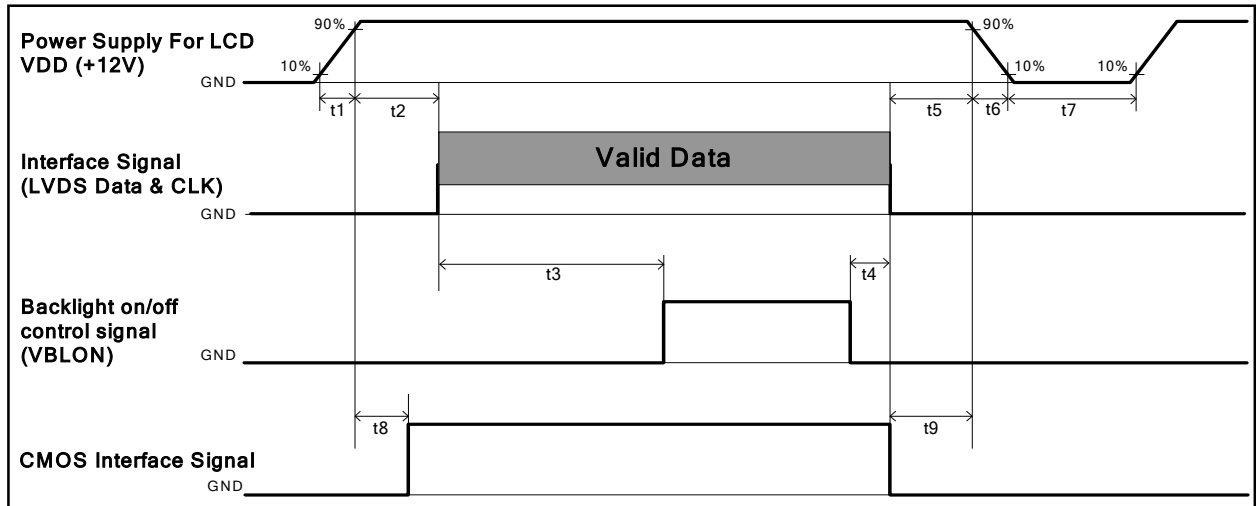 90%
90%
Power Supply For LCD
VDD (+12V)
10%
10%
10%
GND
t1
t2
t5
t6
t7
Valid Data
Interface Signal
(LVDS Data & CLK)
GND
t3
t4
Backlight on/off
control signal
(VBLON)
GND
t8
t9
CMOS Interface Signal
GND